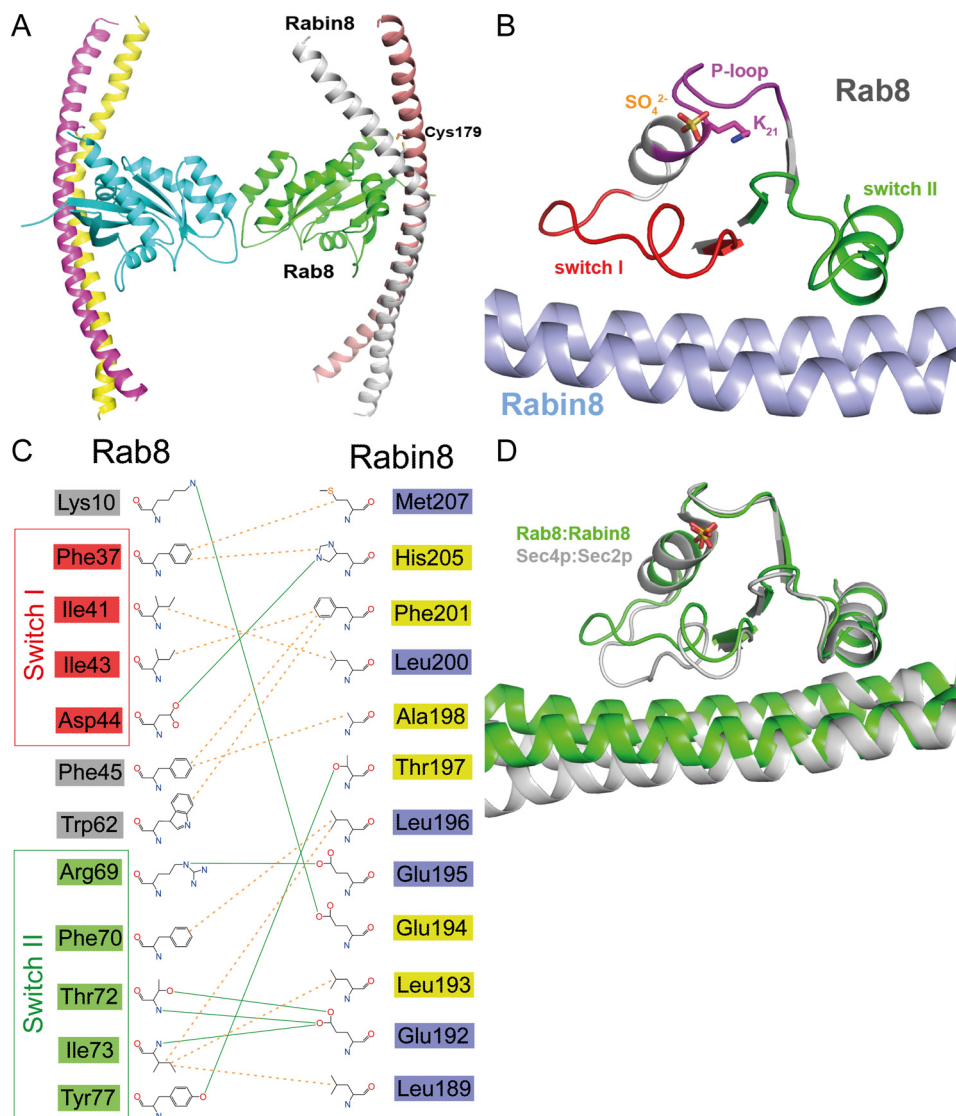 A
Rabin8
Cys179
Rab8
B
P-loop
Rab8
SO₄²⁻
K₂₁
switch II
switch I
Rabin8
C
Rab8
Rabin8
Switch I
Switch II
Lys10
Phe37
Ile41
Ile43
Asp44
Phe45
Trp62
Arg69
Phe70
Thr72
Ile73
Tyr77
S
N
N
N
N
N
N
N
N
N
N
N
N
N
N
O
O
O
O
O
O
O
O
O
O
O
O
Met207
His205
Phe201
Leu200
Ala198
Thr197
Leu196
Glu195
Glu194
Leu193
Glu192
Leu189
D
Rab8:Rabin8
Sec4p:Sec2p